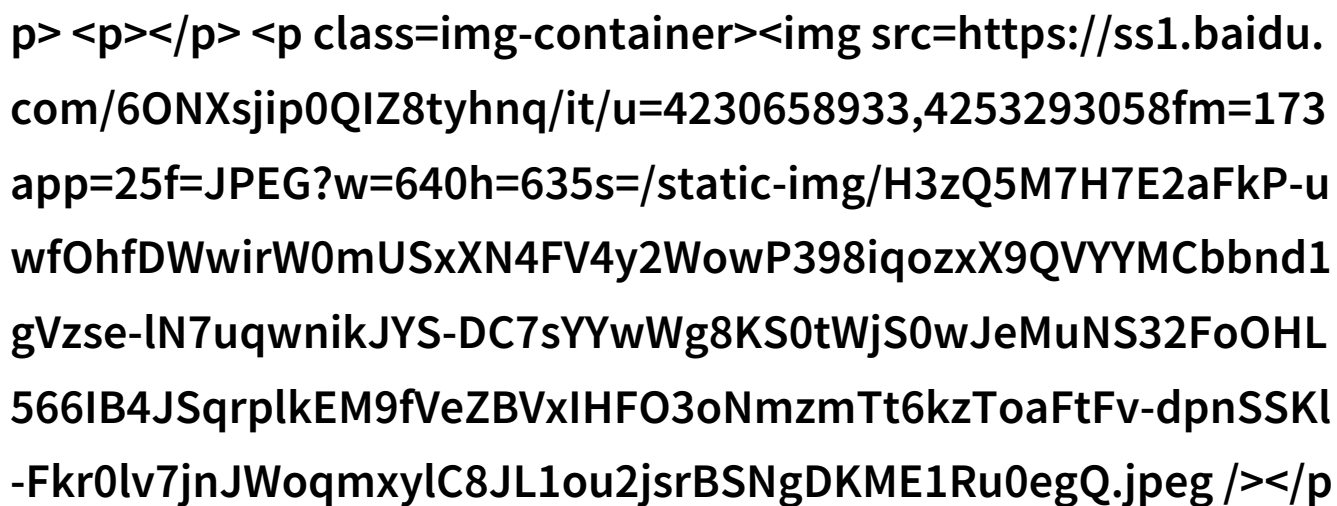 p> <p></p> <p class=img-container><img src=https://ss1.baidu.
com/6ONXsjip0QIZ8tyhnq/it/u=4230658933,4253293058fm=173
app=25f=JPEG?w=640h=635s=/static-img/H3zQ5M7H7E2aFkP-u
wfOhfDWwirW0mUSxXN4FV4y2WowP398iqozxX9QVYYMCbbnd1
gVzse-lN7uqwnikJYS-DC7sYYwWg8KS0tWjS0wJeMuNS32FoOHL
566IB4JSqrplkEM9fVeZBVxIHFO3oNmzmTt6kzToaFtFv-dpnSSKl
-Fkr0lv7jnJWoqmxylC8JL1ou2jsrBSNgDKME1Ru0egQ.jpeg /></p